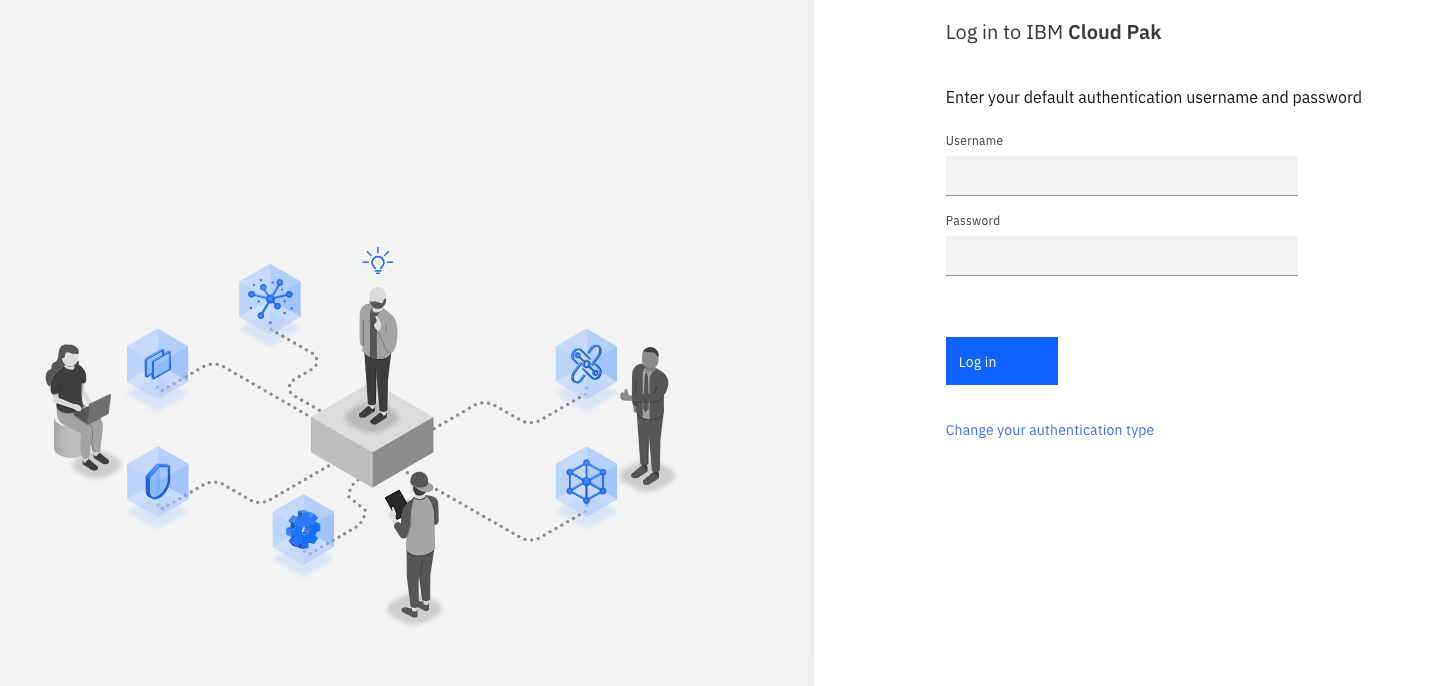 Log in to IBM Cloud Pak
Enter your default authentication username and password
Username
Password
Log in
Change your authentication type